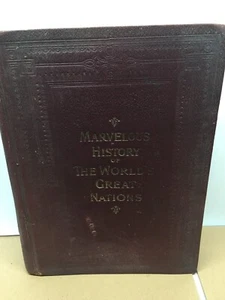 MARVELOUS
HISTORY
OF
THE WORLD'S
GREAT
NATIONS